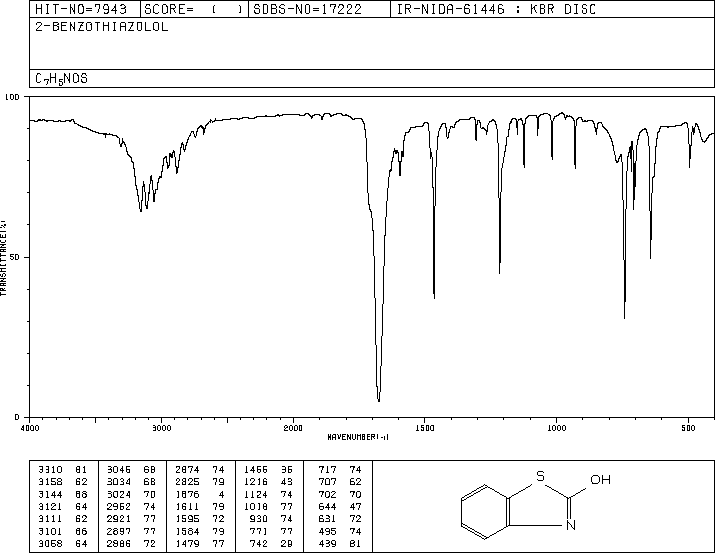 HIT-NO=7943 SCORE= ( ) SDBS-NO=17222 IR-NIDA-61446 : KBR DISC
2-BENZOTHIAZOLOL
C7H5NOS
100
50
0
TRANSMITTANCE(%)
4000 3000 2000 1500 1000 500
WAVENUMBER(-1)
3310 81 3046 68 2874 74 1466 36 717 74
3158 62 3034 68 2825 79 1216 43 707 62
3144 68 3024 70 1676 4 1124 74 702 70
3121 64 2962 74 1611 79 1018 77 644 47
3111 62 2921 77 1595 72 930 74 631 72
3101 66 2897 77 1584 79 771 77 495 74
3058 64 2886 72 1479 77 742 29 439 81
S
OH
N